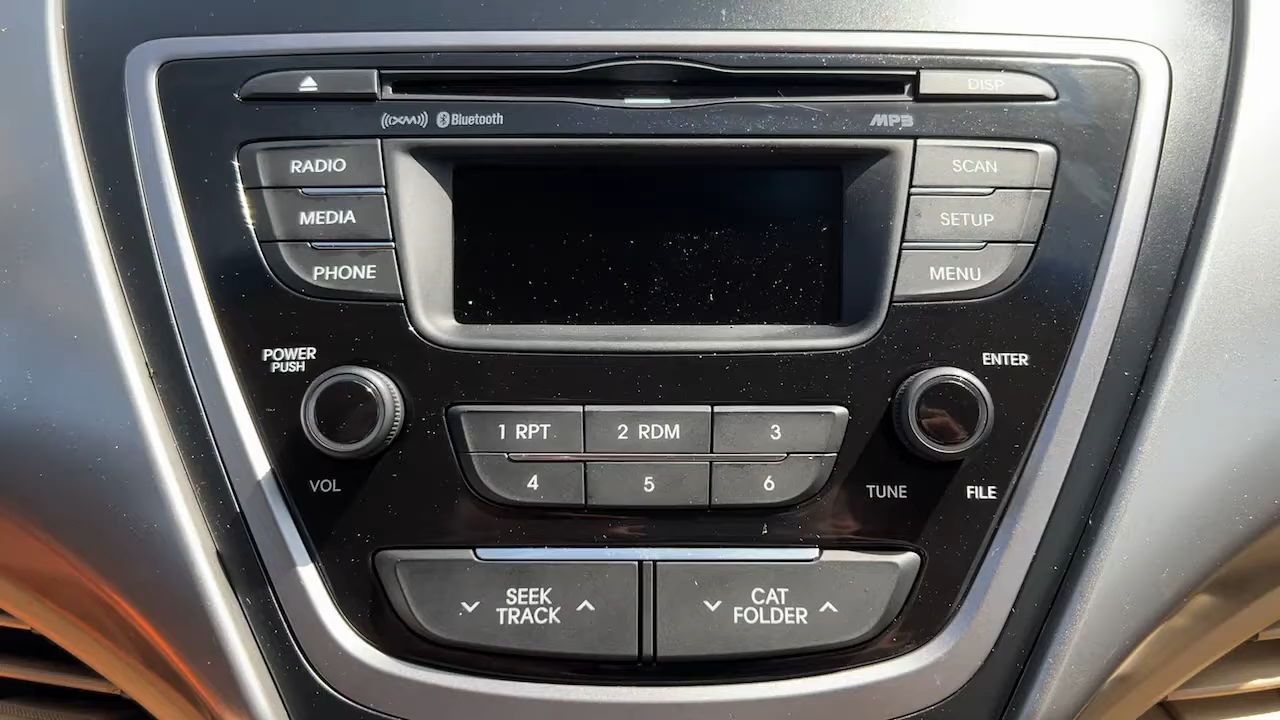 DISP
((XM)) Bluetooth MP3
RADIO
SCAN
MEDIA
SETUP
PHONE
MENU
POWER
PUSH
ENTER
1 RPT
2 RDM
3
4
5
6
VOL
TUNE
FILE
SEEK
TRACK
CAT
FOLDER